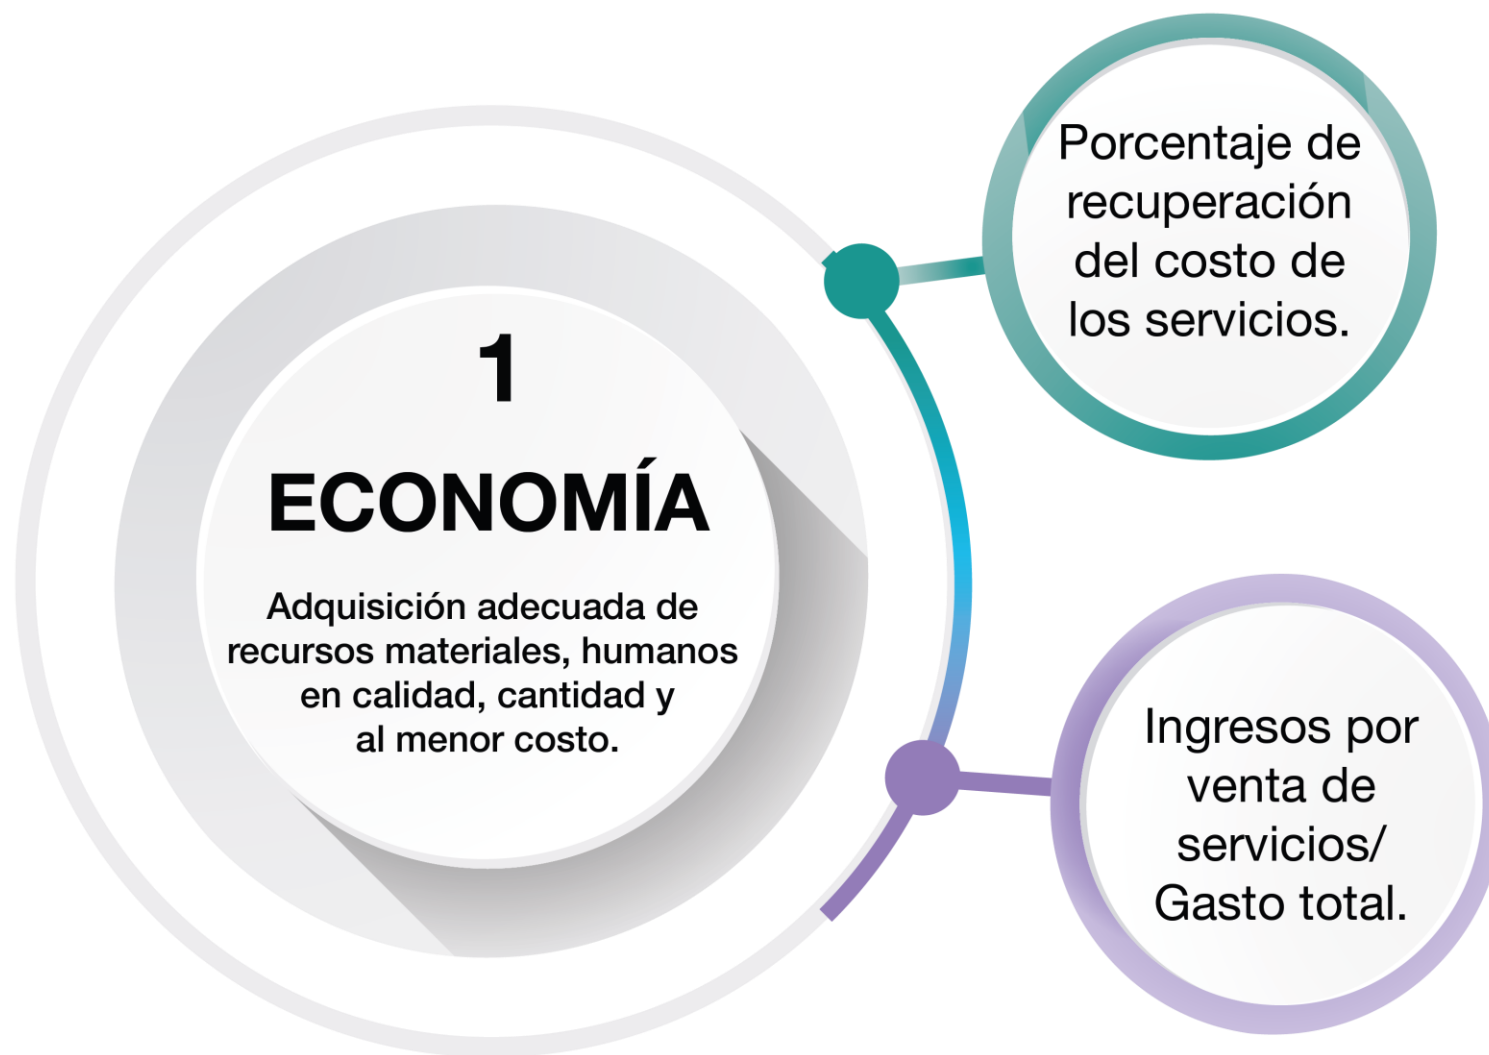 1
ECONOMÍA
Adquisición adecuada de
recursos materiales, humanos
en calidad, cantidad y
al menor costo.
Porcentaje de
recuperación
del costo de
los servicios.
Ingresos por
venta de
servicios/
Gasto total.